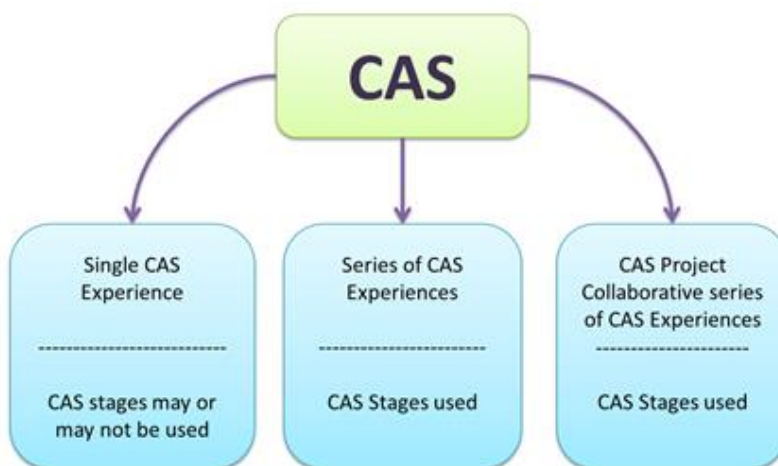 CAS
Single CAS
Experience
---------------------------
CAS stages may or
may not be used
Series of CAS
Experiences
------------------------
CAS Stages used
CAS Project
Collaborative series
of CAS Experiences
----------------------
CAS Stages used